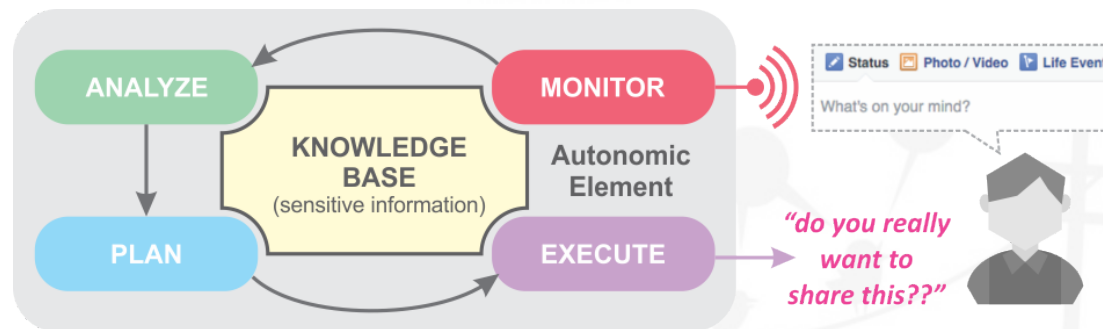 ANALYZE
MONITOR
KNOWLEDGE
BASE
(sensitive information)
Autonomic
Element
PLAN
EXECUTE
Status Photo / Video Life Event
What's on your mind?
“do you really
want to
share this??”